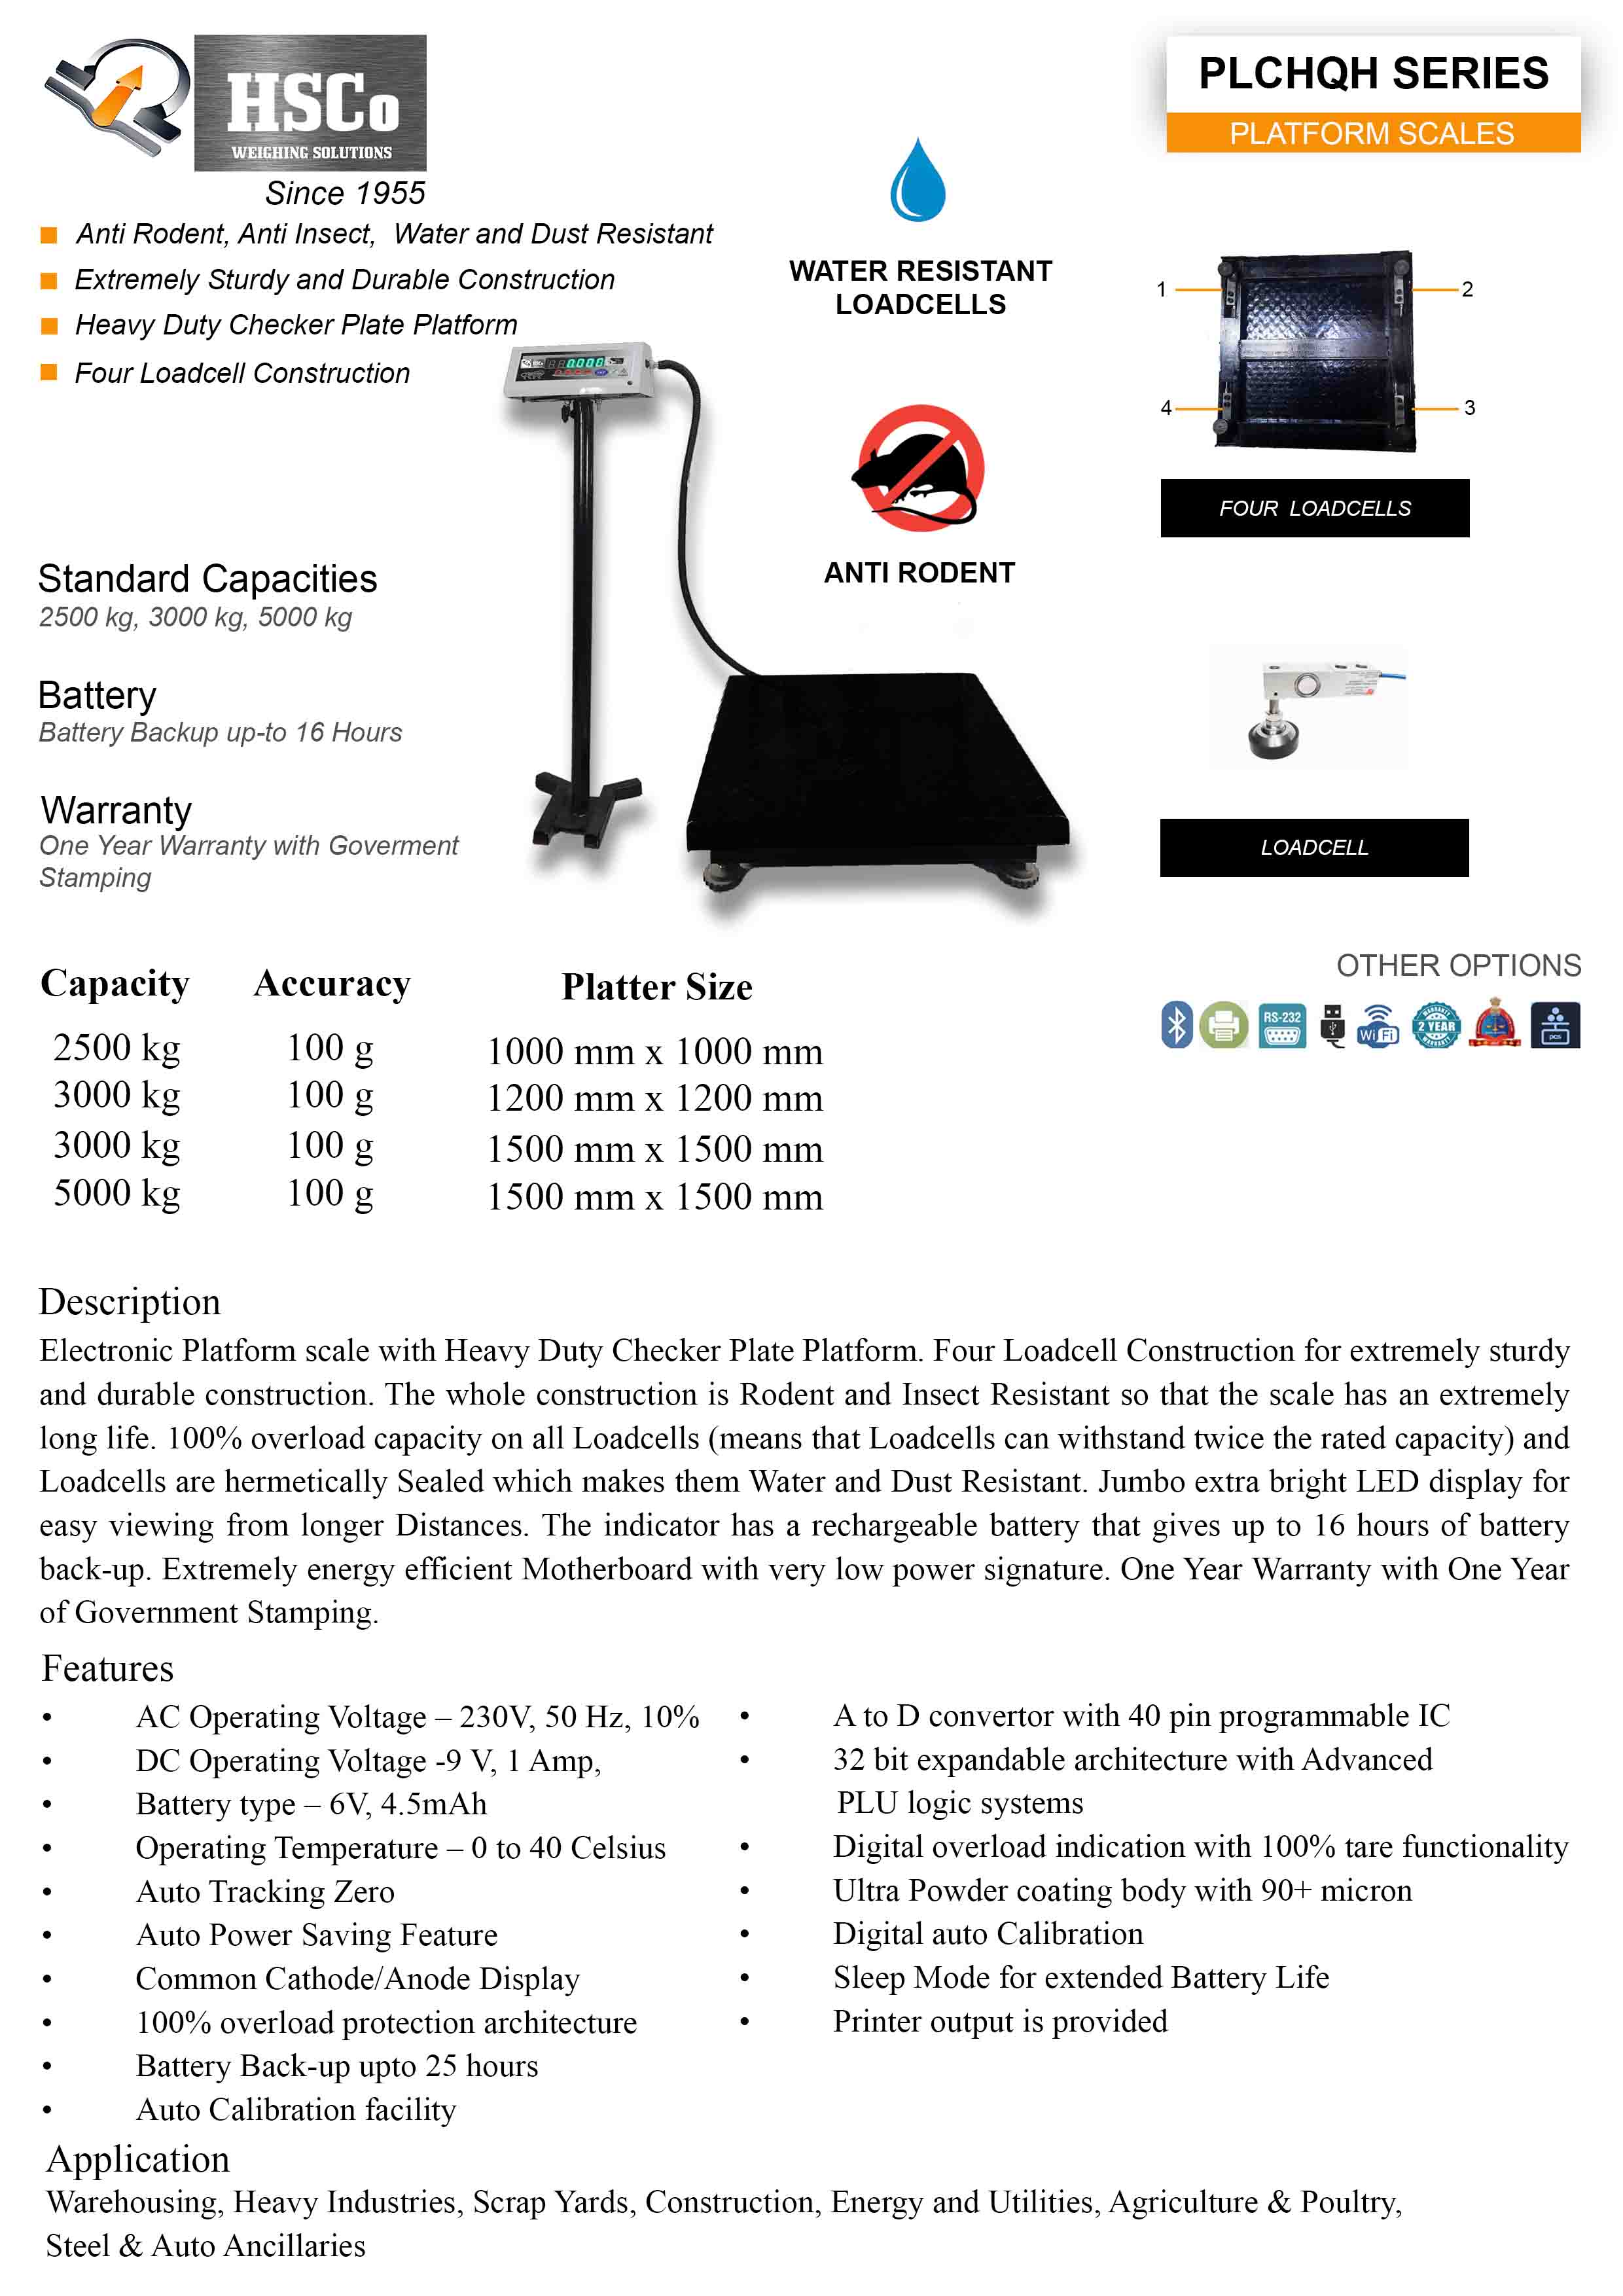 HSCo
WEIGHING SOLUTIONS
Since 1955
PLCHQH SERIES
PLATFORM SCALES
Anti Rodent, Anti Insect,  Water and Dust Resistant
Extremely Sturdy and Durable Construction
Heavy Duty Checker Plate Platform
Four Loadcell Construction
WATER RESISTANT
LOADCELLS
ANTI RODENT
1
2
4
3
FOUR  LOADCELLS
LOADCELL
Standard Capacities
2500 kg, 3000 kg, 5000 kg
Battery
Battery Backup up-to 16 Hours
Warranty
One Year Warranty with Goverment
Stamping
OTHER OPTIONS
RS-232
WiFi
WARRANTY
2 YEAR
WARRANTY
pcs
Capacity Accuracy Platter Size
2500 kg 100 g 1000 mm x 1000 mm
3000 kg 100 g 1200 mm x 1200 mm
3000 kg 100 g 1500 mm x 1500 mm
5000 kg 100 g 1500 mm x 1500 mm
Description
Electronic Platform scale with Heavy Duty Checker Plate Platform. Four Loadcell Construction for extremely sturdy
and durable construction. The whole construction is Rodent and Insect Resistant so that the scale has an extremely
long life. 100% overload capacity on all Loadcells (means that Loadcells can withstand twice the rated capacity) and
Loadcells are hermetically Sealed which makes them Water and Dust Resistant. Jumbo extra bright LED display for
easy viewing from longer Distances. The indicator has a rechargeable battery that gives up to 16 hours of battery
back-up. Extremely energy efficient Motherboard with very low power signature. One Year Warranty with One Year
of Government Stamping.
Features
• AC Operating Voltage – 230V, 50 Hz, 10%
• DC Operating Voltage -9 V, 1 Amp,
• Battery type – 6V, 4.5mAh
• Operating Temperature – 0 to 40 Celsius
• Auto Tracking Zero
• Auto Power Saving Feature
• Common Cathode/Anode Display
• 100% overload protection architecture
• Battery Back-up upto 25 hours
• Auto Calibration facility
• A to D convertor with 40 pin programmable IC
• 32 bit expandable architecture with Advanced
PLU logic systems
• Digital overload indication with 100% tare functionality
• Ultra Powder coating body with 90+ micron
• Digital auto Calibration
• Sleep Mode for extended Battery Life
• Printer output is provided
Application
Warehousing, Heavy Industries, Scrap Yards, Construction, Energy and Utilities, Agriculture & Poultry,
Steel & Auto Ancillaries